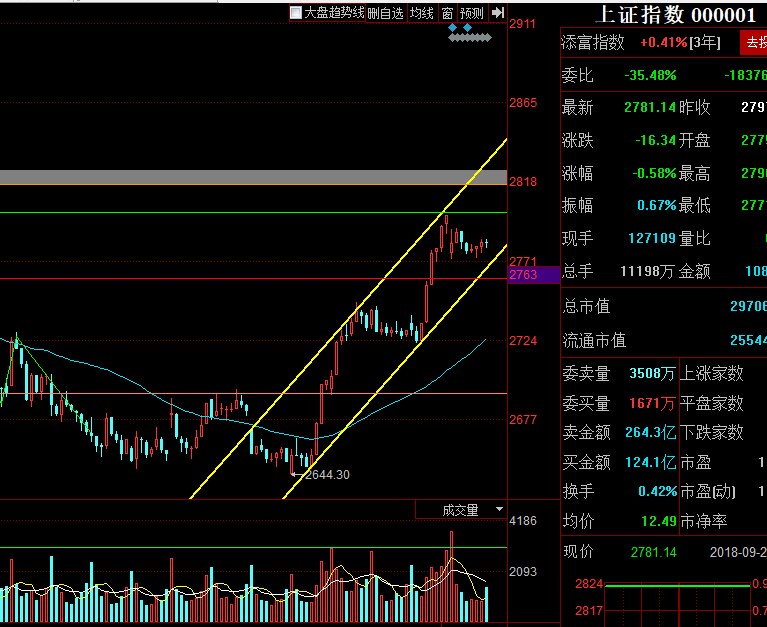 大盘趋势线 删自选 均线 窗 预测
2911
2865
2818
2771
2763
2724
2677
2644.30
成交量
4186
2093
上证指数 000001
添富指数 +0.41%[3年] 去投
委比 -35.48% -18376
最新 2781.14 昨收 279
涨跌 -16.34 开盘 277
涨幅 -0.58% 最高 279
振幅 0.67% 最低 277
现手 127109 量比
总手 11198万 金额 108
总市值 2970
流通市值 2554
委卖量 3508万 上涨家数
委买量 1671万 平盘家数
卖金额 264.3亿 下跌家数
买金额 124.1亿 市盈 1
换手 0.42% 市盈(动) 1
均价 12.49 市净率
现价 2781.14 2018-09-2
2824 0.9
2817 0.7